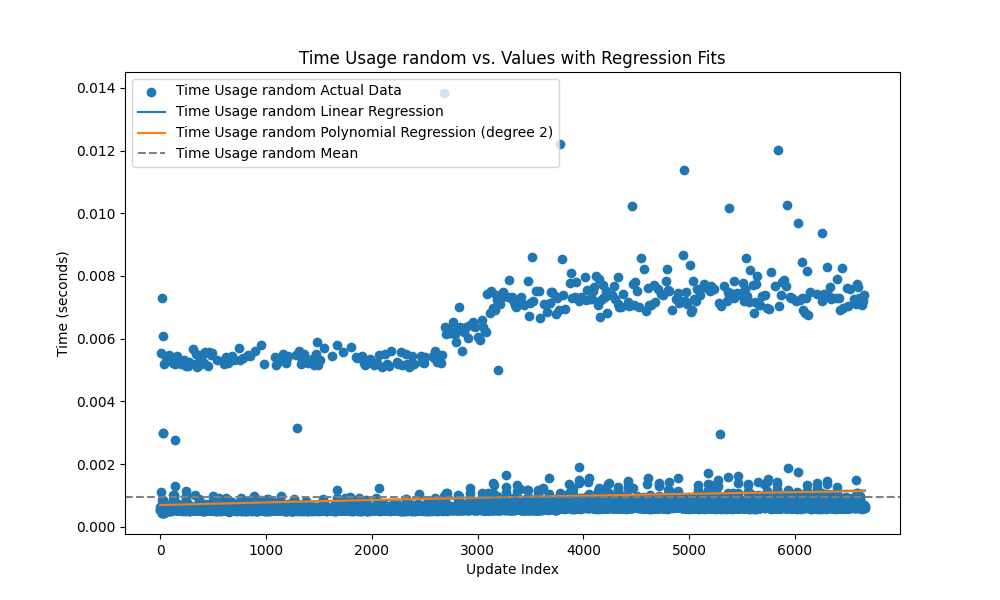 Time Usage random vs. Values with Regression Fits
Time Usage random Actual Data
Time Usage random Linear Regression
Time Usage random Polynomial Regression (degree 2)
Time Usage random Mean
0.014
0.012
0.010
0.008
0.006
0.004
0.002
0.000
Time (seconds)
0 1000 2000 3000 4000 5000 6000
Update Index